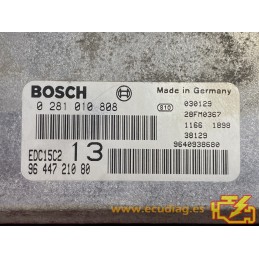 BOSCH
Made in Germany
0 281 010 808
610
030129
28FM0367
1166 1898
38129
9640938680
EDC15C2 13
96 447 210 80
www.ecudiag.es